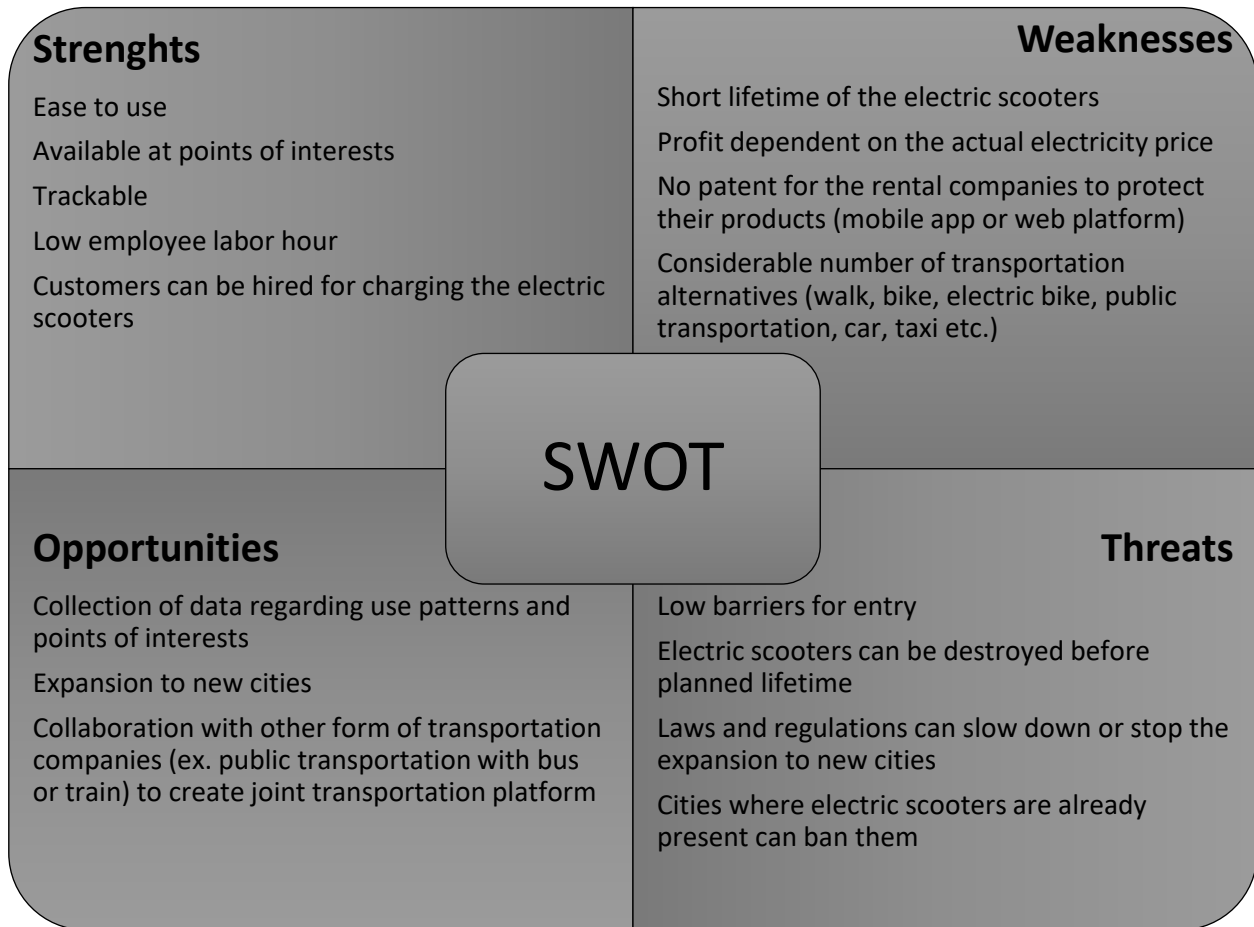 Strenghts
Ease to use
Available at points of interests
Trackable
Low employee labor hour
Customers can be hired for charging the electric
scooters
Weaknesses
Short lifetime of the electric scooters
Profit dependent on the actual electricity price
No patent for the rental companies to protect
their products (mobile app or web platform)
Considerable number of transportation
alternatives (walk, bike, electric bike, public
transportation, car, taxi etc.)
SWOT
Opportunities
Collection of data regarding use patterns and
points of interests
Expansion to new cities
Collaboration with other form of transportation
companies (ex. public transportation with bus
or train) to create joint transportation platform
Threats
Low barriers for entry
Electric scooters can be destroyed before
planned lifetime
Laws and regulations can slow down or stop the
expansion to new cities
Cities where electric scooters are already
present can ban them